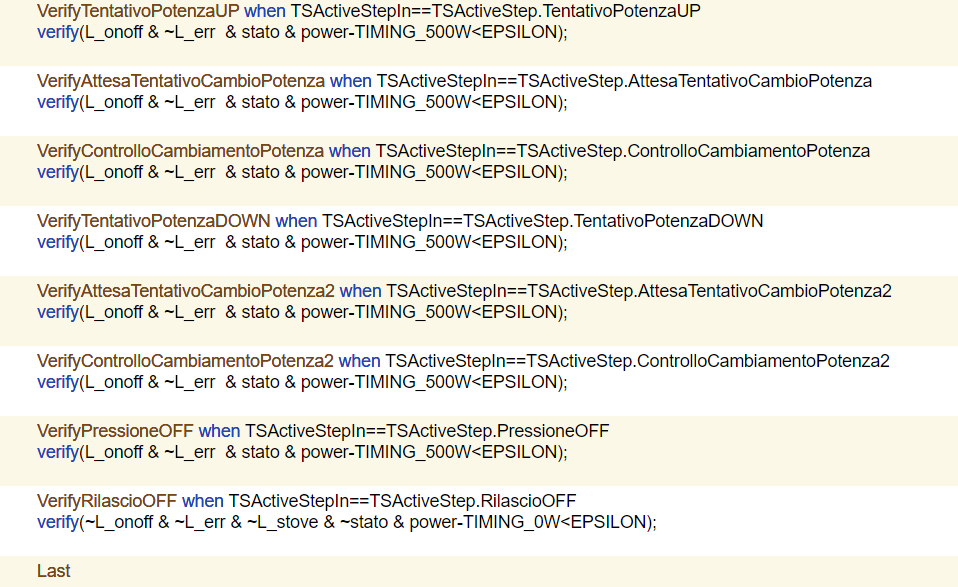 VerifyTentativoPotenzaUP when TSActiveStepIn==TSActiveStep.TentativoPotenzaUP
verify(L_onoff & ~L_err & stato & power-TIMING_500W<EPSILON);
VerifyAttesaTentativoCambioPotenza when TSActiveStepIn==TSActiveStep.AttesaTentativoCambioPotenza
verify(L_onoff & ~L_err & stato & power-TIMING_500W<EPSILON);
VerifyControlloCambiamentoPotenza when TSActiveStepIn==TSActiveStep.ControlloCambiamentoPotenza
verify(L_onoff & ~L_err & stato & power-TIMING_500W<EPSILON);
VerifyTentativoPotenzaDOWN when TSActiveStepIn==TSActiveStep.TentativoPotenzaDOWN
verify(L_onoff & ~L_err & stato & power-TIMING_500W<EPSILON);
VerifyAttesaTentativoCambioPotenza2 when TSActiveStepIn==TSActiveStep.AttesaTentativoCambioPotenza2
verify(L_onoff & ~L_err & stato & power-TIMING_500W<EPSILON);
VerifyControlloCambiamentoPotenza2 when TSActiveStepIn==TSActiveStep.ControlloCambiamentoPotenza2
verify(L_onoff & ~L_err & stato & power-TIMING_500W<EPSILON);
VerifyPressioneOFF when TSActiveStepIn==TSActiveStep.PressioneOFF
verify(L_onoff & ~L_err & stato & power-TIMING_500W<EPSILON);
VerifyRilascioOFF when TSActiveStepIn==TSActiveStep.RilascioOFF
verify(~L_onoff & ~L_err & ~L_stove & ~stato & power-TIMING_0W<EPSILON);
Last